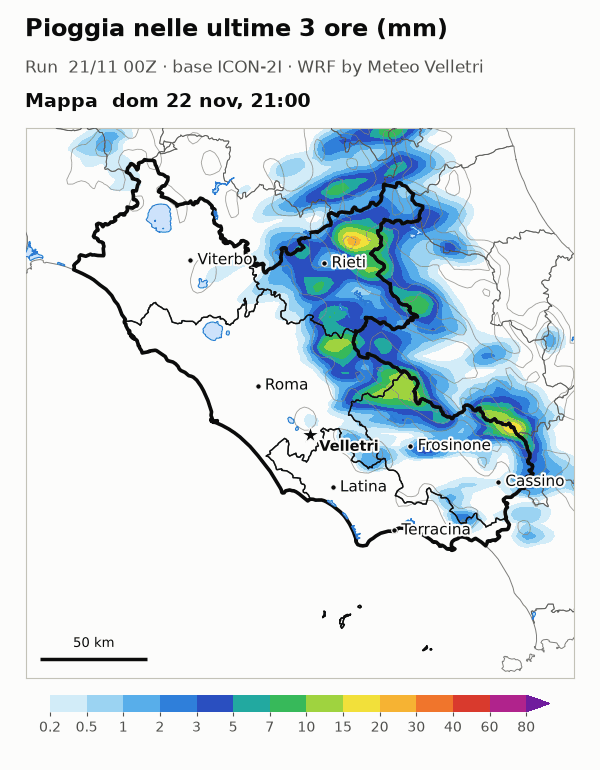 Pioggia nelle ultime 3 ore (mm)
Run  21/11 00Z · base ICON-2I · WRF by Meteo Velletri
Mappa  dom 22 nov, 21:00
Viterbo
Rieti
Roma
Velletri
Frosinone
Cassino
Latina
Terracina
50 km
0.2 0.5 1 2 3 5 7 10 15 20 30 40 60 80